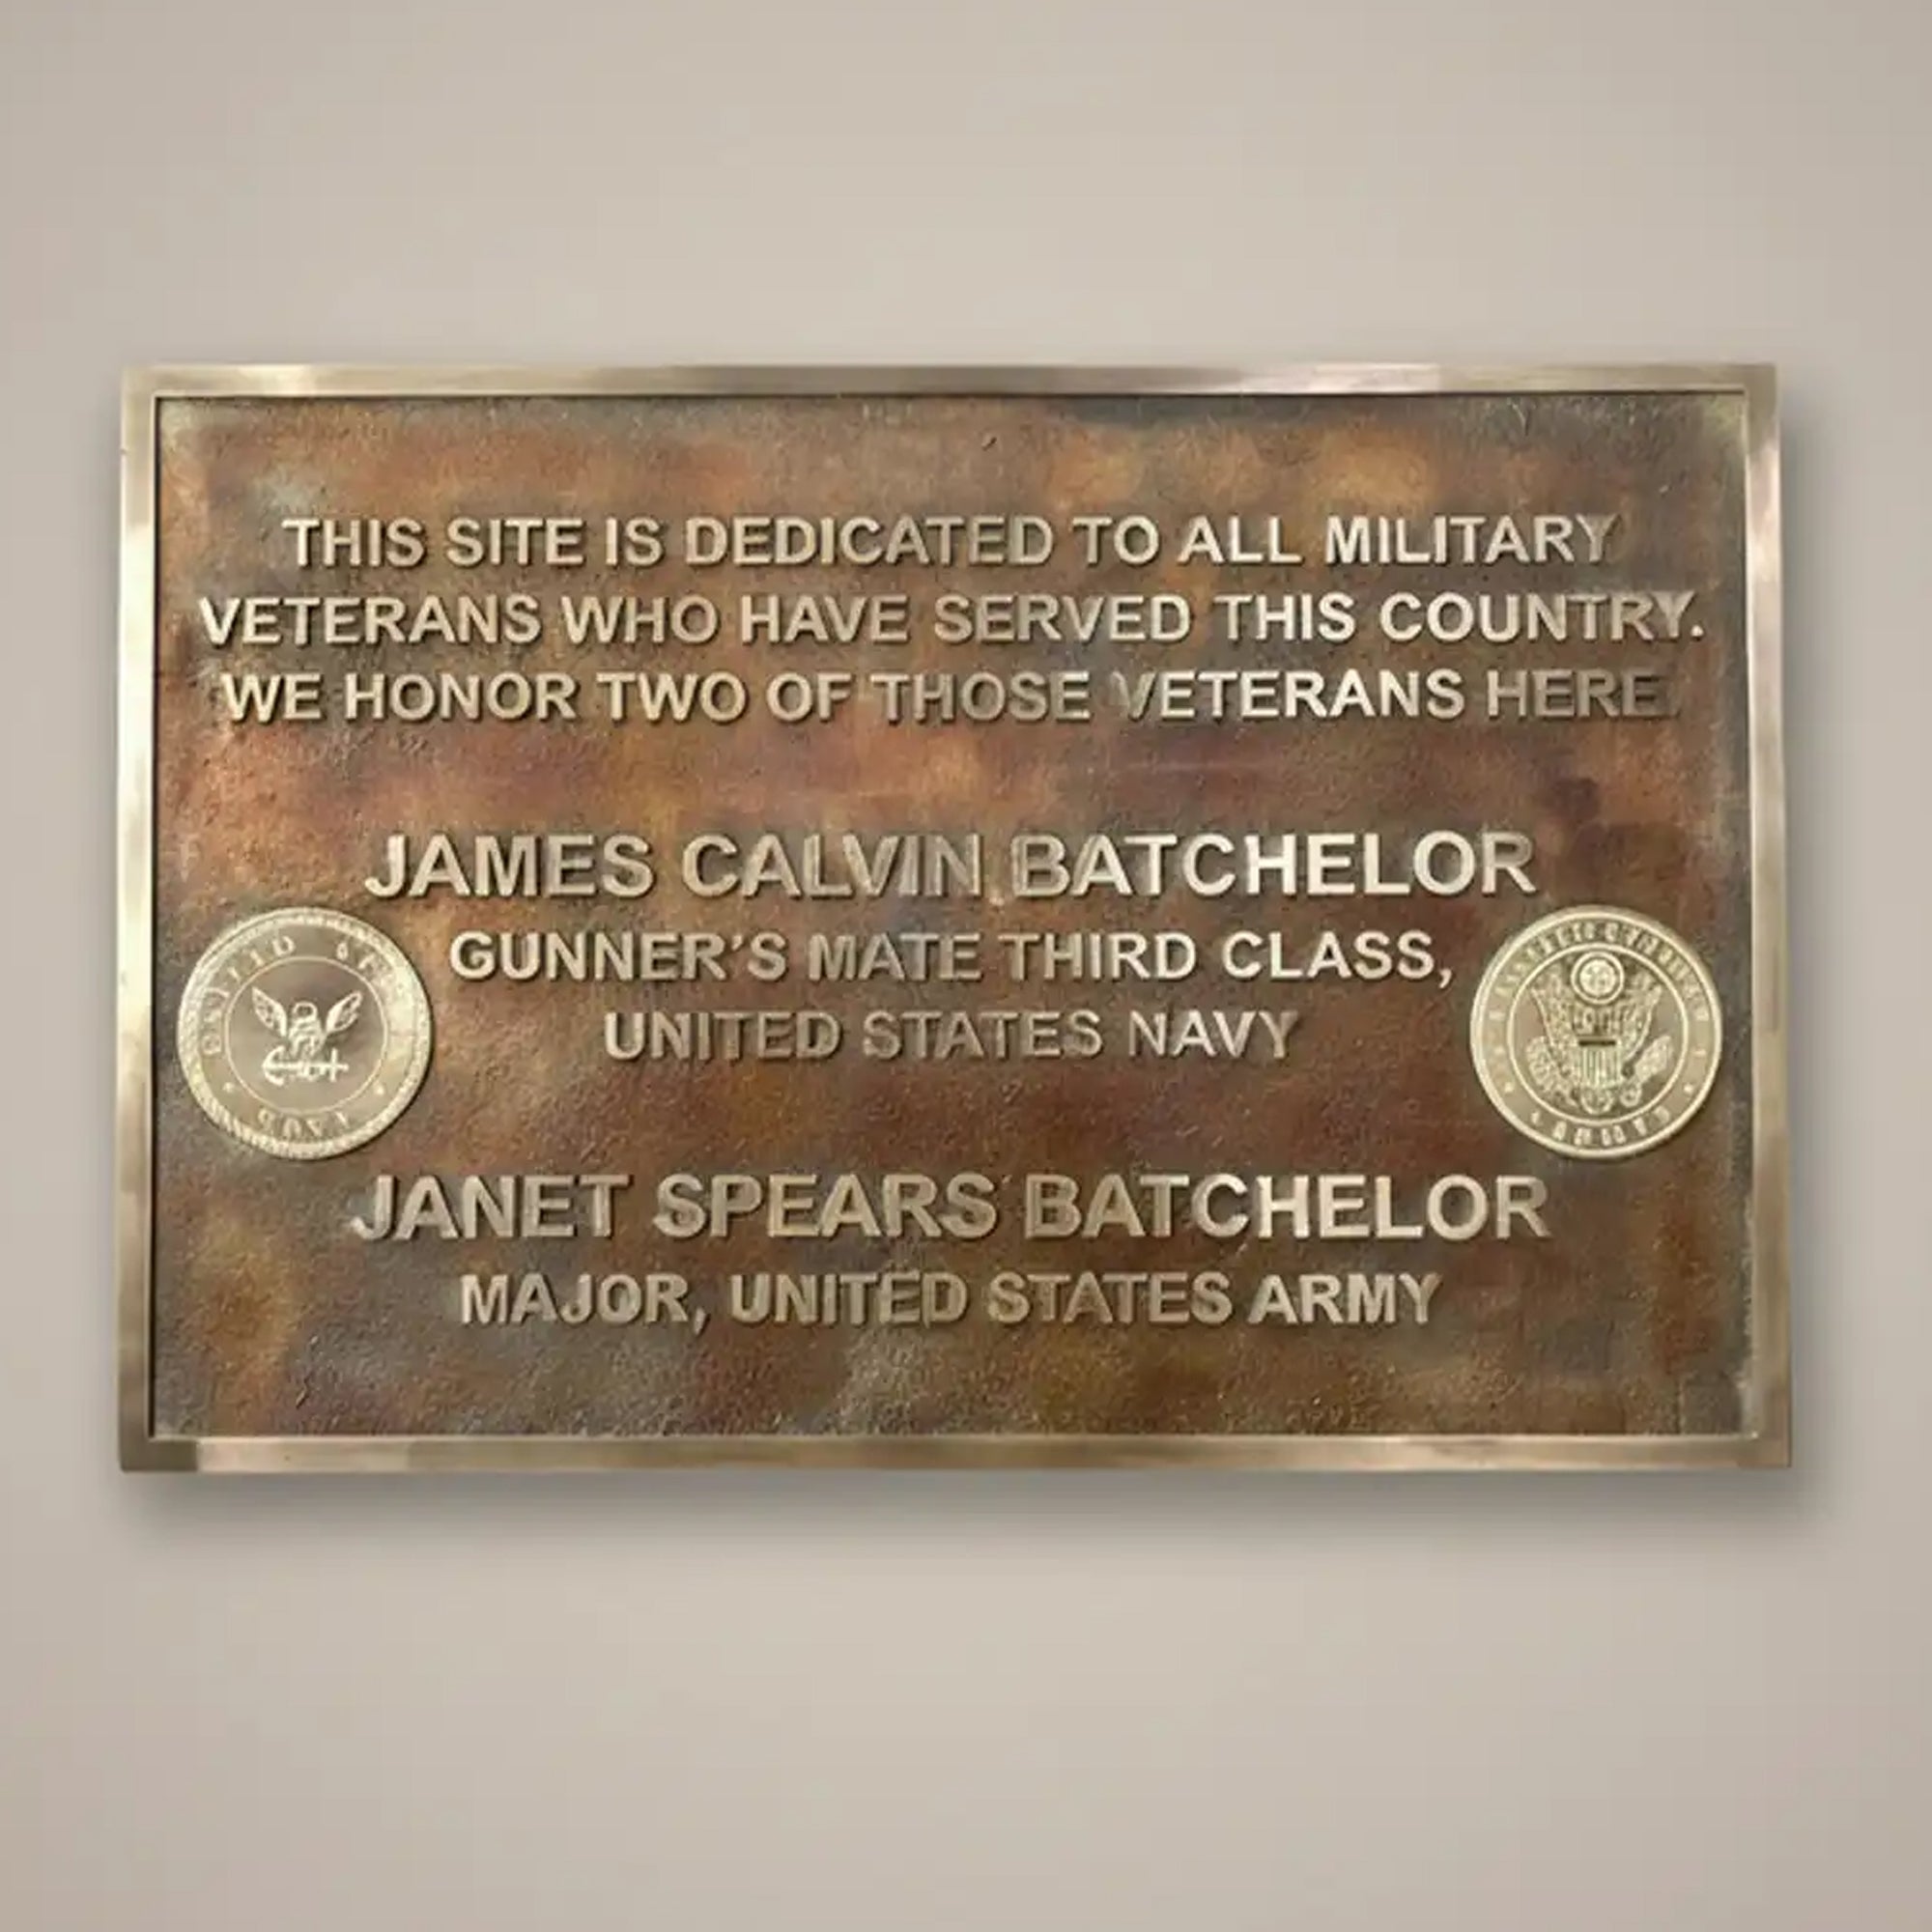 THIS SITE IS DEDICATED TO ALL MILITARY
VETERANS WHO HAVE SERVED THIS COUNTRY.
WE HONOR TWO OF THOSE VETERANS HERE.
JAMES CALVIN BATCHELOR
GUNNER'S MATE THIRD CLASS,
UNITED STATES NAVY
JANET SPEARS BATCHELOR
MAJOR, UNITED STATES ARMY